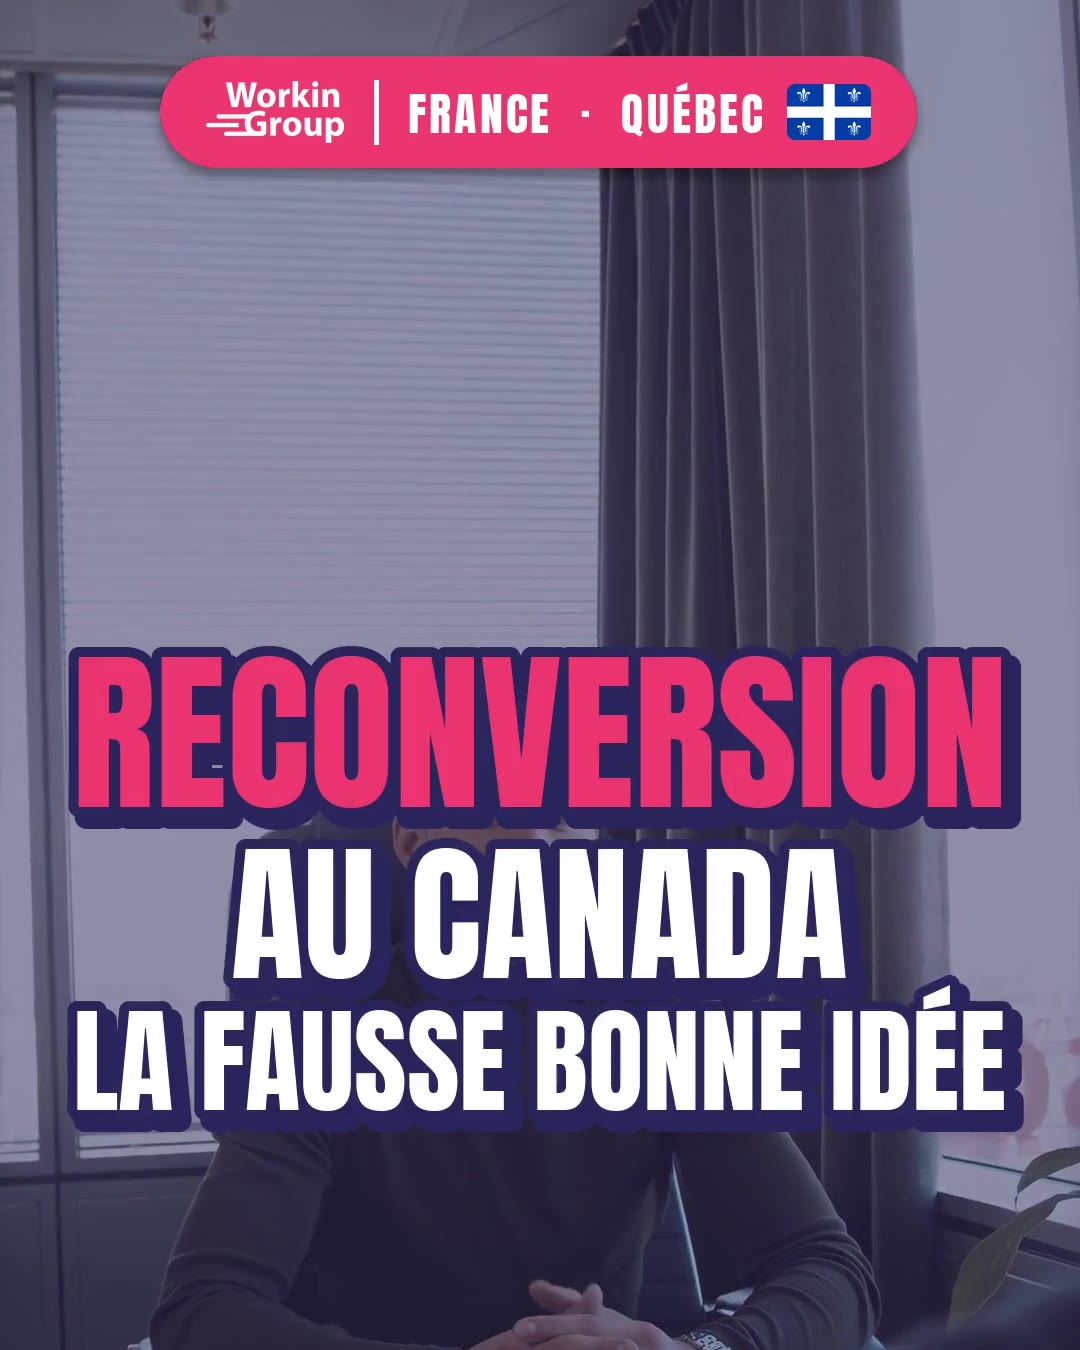 Workin
Group
FRANCE · QUÉBEC
RECONVERSION
AU CANADA
LA FAUSSE BONNE IDÉE